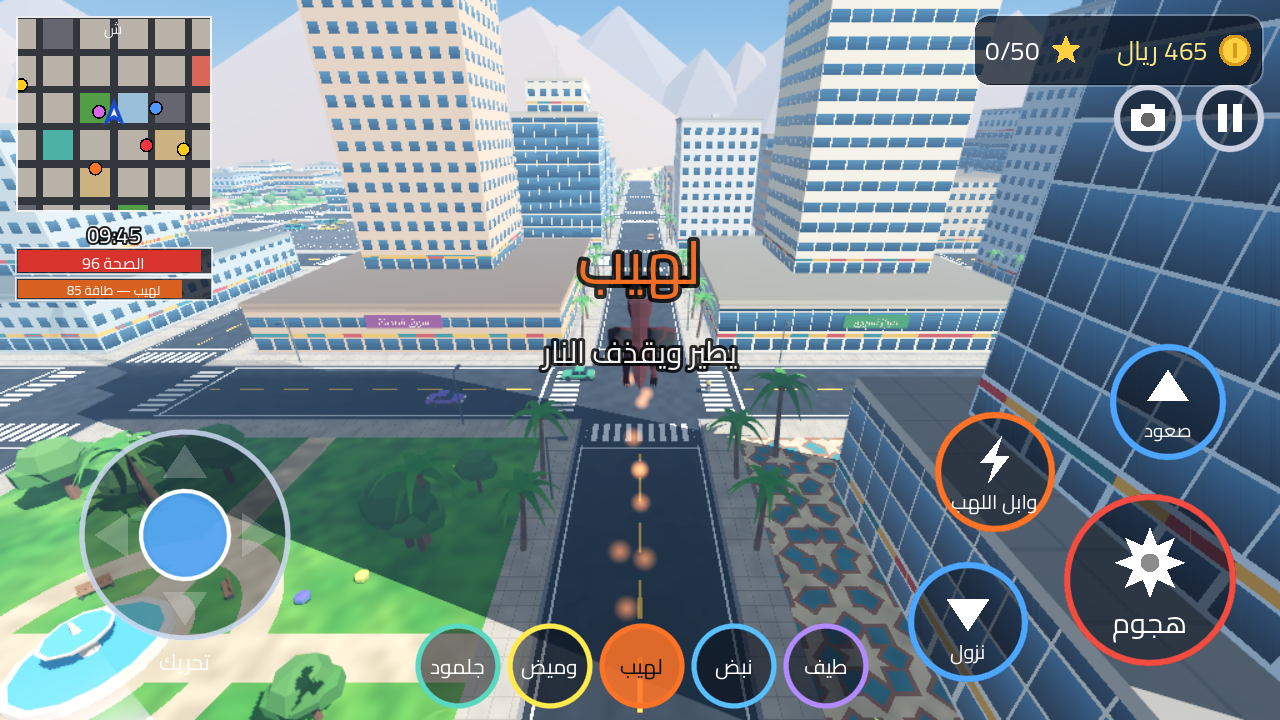 ش
0/50
465 ريال
09:45
الصحة 96
لهيب — طاقة 85
لهيب
يطير ويقذف النار
صعود
وابل اللهب
هجوم
نزول
تحريك
جلمود
وميض
لهيب
نبض
طيف